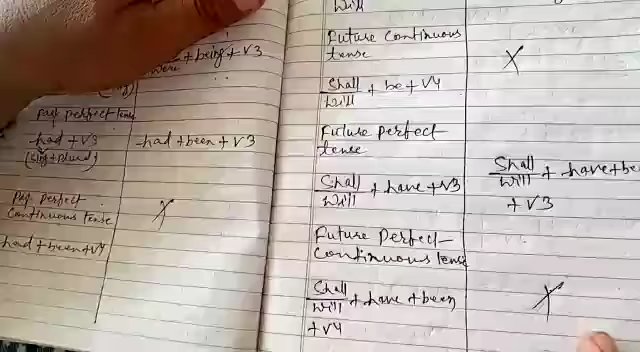 were + being + V3
Past perfect tense
had + V3
had + been + V3
(Sing + plural)
Past perfect
Continuous tense
X
had + been + V4
will
Future Continuous
tense
X
Shall
will + be + V4
Future perfect
tense
Shall
will + have + V3
Shall
will + have + be
+ V3
Future Perfect
Continuous tense
Shall
will + have + been
+ V4
X